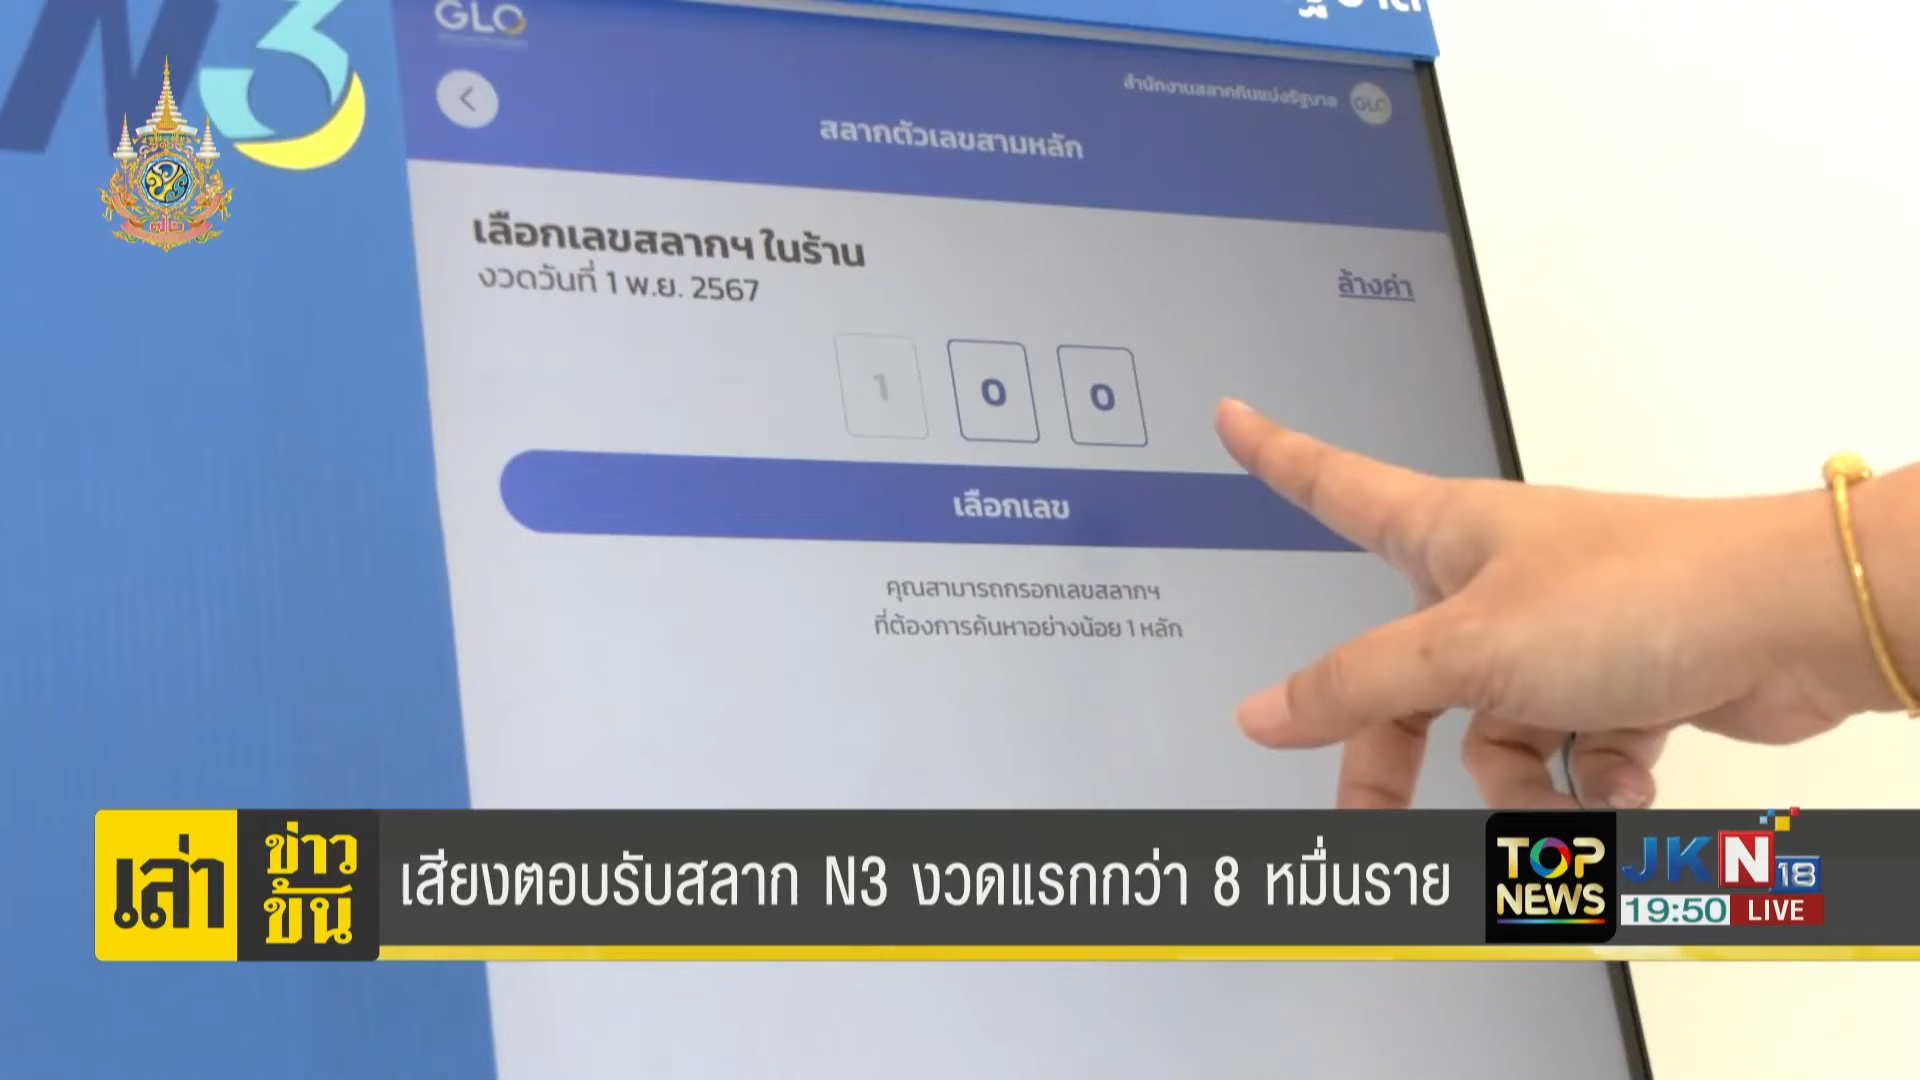 N3
GLO
สำนักงานสลากกินแบ่งรัฐบาล
GLO
สลากตัวเลขสามหลัก
เลือกเลขสลากฯ ในร้าน
งวดวันที่ 1 พ.ย. 2567
ล้างค่า
1 0 0
เลือกเลข
คุณสามารถกรอกเลขสลากฯ
ที่ต้องการค้นหาอย่างน้อย 1 หลัก
เล่า
ข่าว
ข้น
เสียงตอบรับสลาก N3 งวดแรกกว่า 8 หมื่นราย
TOP
NEWS
JKN 18
19:50 LIVE